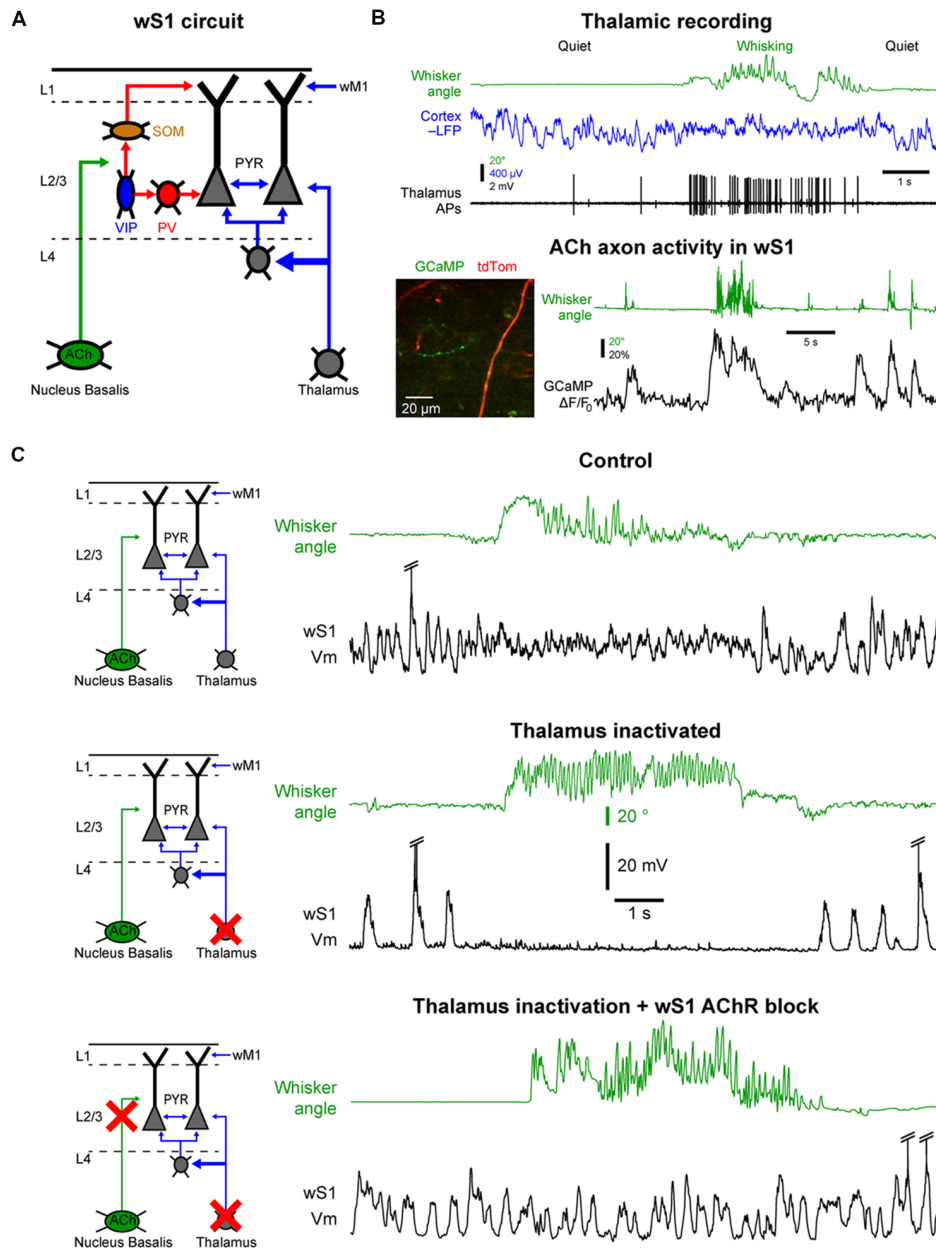 A
wS1 circuit
L1
wM1
SOM
L2/3
PYR
VIP
PV
L4
ACh
Nucleus Basalis
Thalamus
B
Thalamic recording
Quiet
Whisking
Quiet
Whisker
angle
Cortex
–LFP
20°
400 µV
2 mV
1 s
Thalamus
APs
ACh axon activity in wS1
GCaMP
tdTom
20 µm
Whisker
angle
5 s
20°
20%
GCaMP
ΔF/F0
C
Control
L1
wM1
PYR
L2/3
L4
ACh
Nucleus Basalis
Thalamus
Whisker
angle
wS1
Vm
Thalamus inactivated
L1
wM1
PYR
L2/3
L4
ACh
Nucleus Basalis
Thalamus
Whisker
angle
20 °
20 mV
1 s
wS1
Vm
Thalamus inactivation + wS1 AChR block
L1
wM1
PYR
L2/3
L4
ACh
Nucleus Basalis
Thalamus
Whisker
angle
wS1
Vm